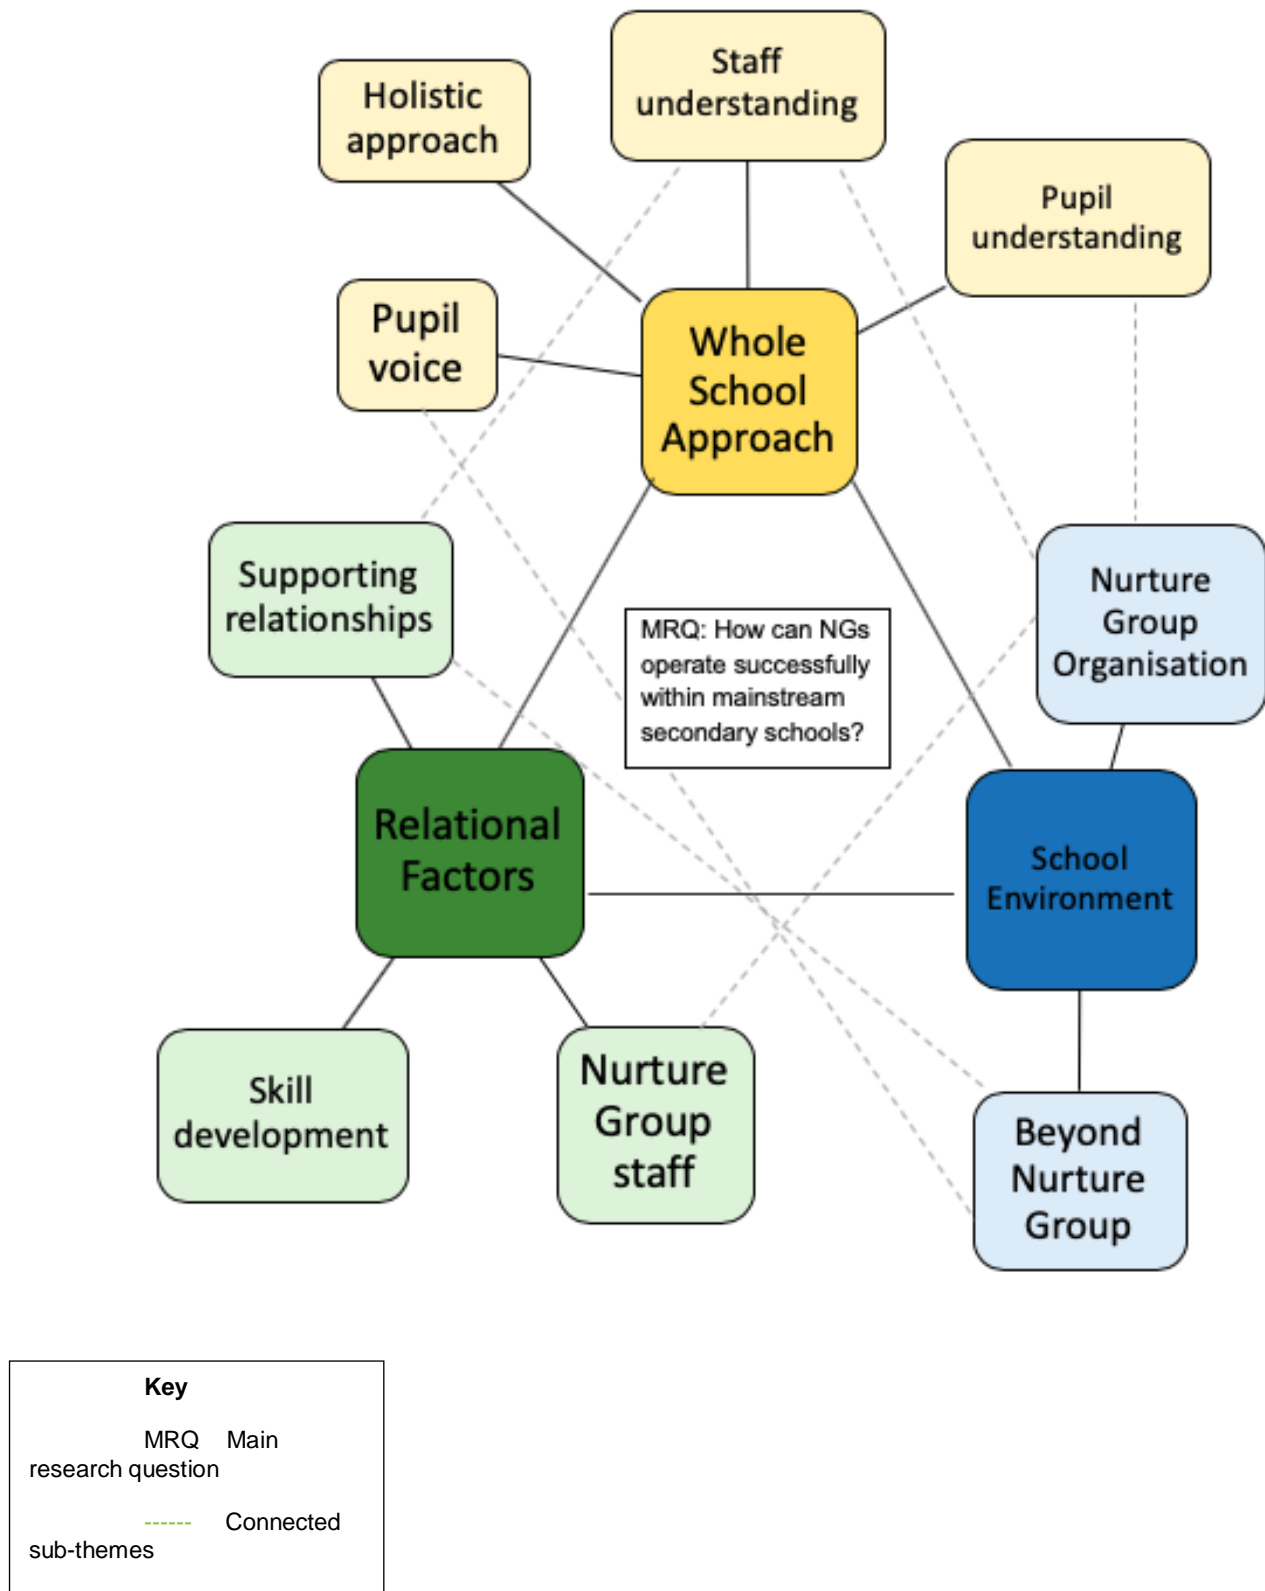 Staff
understanding
Holistic
approach
Pupil
understanding
Pupil
voice
Whole
School
Approach
Supporting
relationships
Nurture
Group
Organisation
MRQ: How can NGs
operate successfully
within mainstream
secondary schools?
Relational
Factors
School
Environment
Skill
development
Nurture
Group
staff
Beyond
Nurture
Group
Key
MRQ Main
research question
Connected
sub-themes